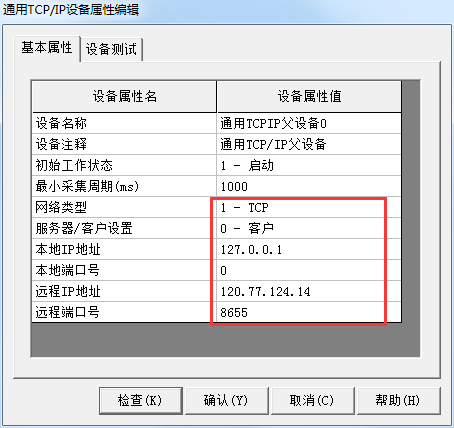 通用TCP/IP设备属性编辑
基本属性 设备测试
设备属性名 设备属性值
设备名称 通用TCPIP父设备0
设备注释 通用TCP/IP父设备
初始工作状态 1 - 启动
最小采集周期(ms) 1000
网络类型 1 - TCP
服务器/客户设置 0 - 客户
本地IP地址 127.0.0.1
本地端口号 0
远程IP地址 120.77.124.14
远程端口号 8655
检查(K) 确认(Y) 取消(C) 帮助(H)